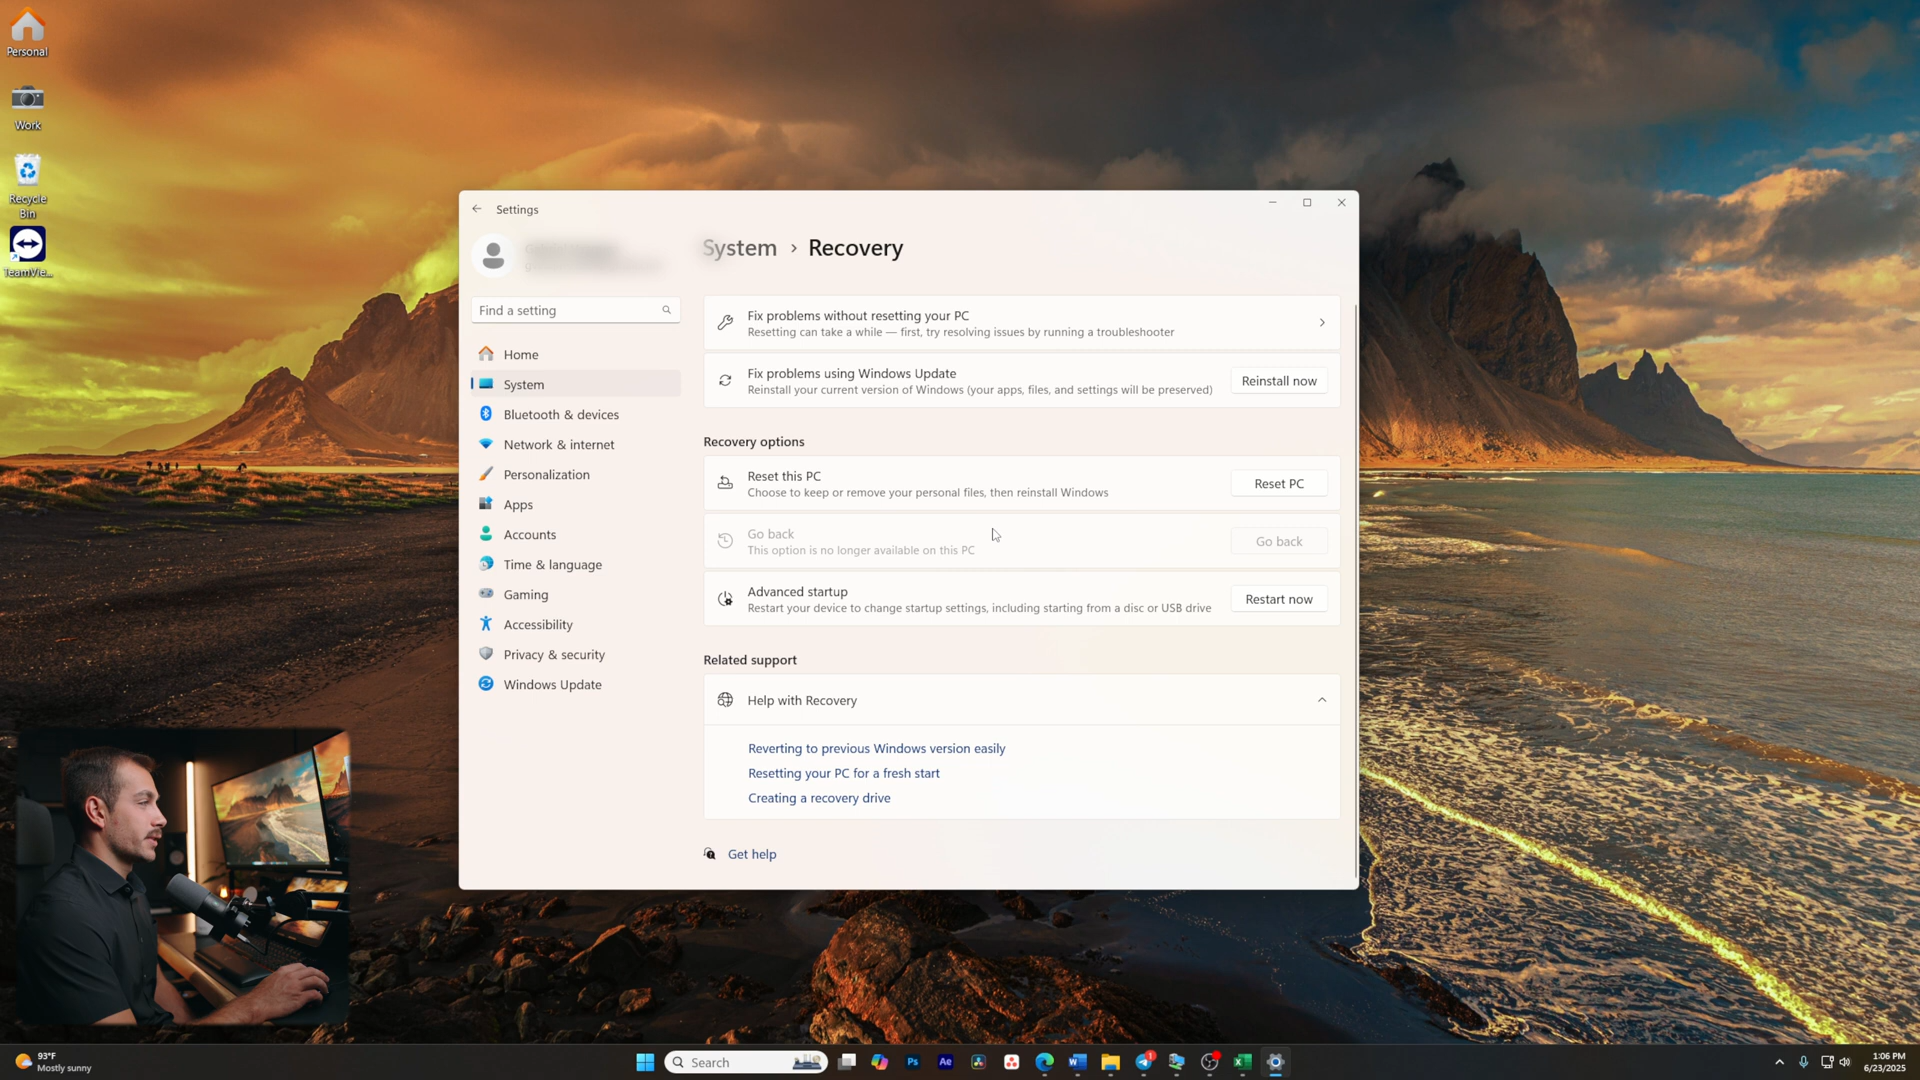 Personal
Work
Recycle
Bin
TeamVie...
Settings
System › Recovery
Find a setting
Home
System
Bluetooth & devices
Network & internet
Personalization
Apps
Accounts
Time & language
Gaming
Accessibility
Privacy & security
Windows Update
Fix problems without resetting your PC
Resetting can take a while — first, try resolving issues by running a troubleshooter
Fix problems using Windows Update
Reinstall your current version of Windows (your apps, files, and settings will be preserved)
Reinstall now
Recovery options
Reset this PC
Choose to keep or remove your personal files, then reinstall Windows
Reset PC
Go back
This option is no longer available on this PC
Go back
Advanced startup
Restart your device to change startup settings, including starting from a disc or USB drive
Restart now
Related support
Help with Recovery
Reverting to previous Windows version easily
Resetting your PC for a fresh start
Creating a recovery drive
Get help
93°F
Mostly sunny
Search
Ps
Ae
1
1:06 PM
6/23/2025